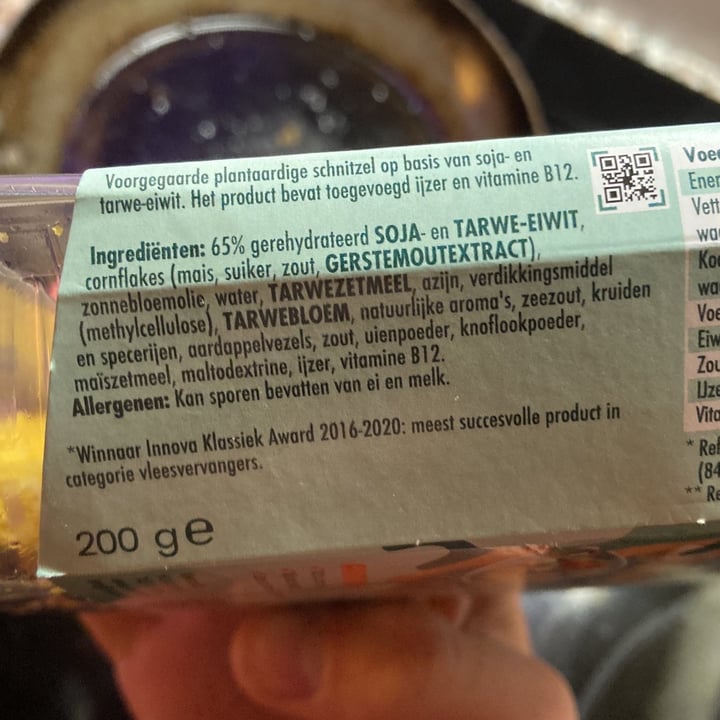 Voorgegaarde plantaardige schnitzel op basis van soja- en
tarwe-eiwit. Het product bevat toegevoegd ijzer en vitamine B12.
Ingrediënten: 65% gerehydrateerd SOJA- en TARWE-EIWIT,
cornflakes (mais, suiker, zout, GERSTEMOUTEXTRACT),
zonnebloemolie, water, TARWEZETMEEL, azijn, verdikkingsmiddel
(methylcellulose), TARWEBLOEM, natuurlijke aroma's, zeezout, kruiden
en specerijen, aardappelvezels, zout, uienpoeder, knoflookpoeder,
maïszetmeel, maltodextrine, ijzer, vitamine B12.
Allergenen: Kan sporen bevatten van ei en melk.
*Winnaar Innova Klassiek Award 2016-2020: meest succesvolle product in
categorie vleesvervangers.
200 g e